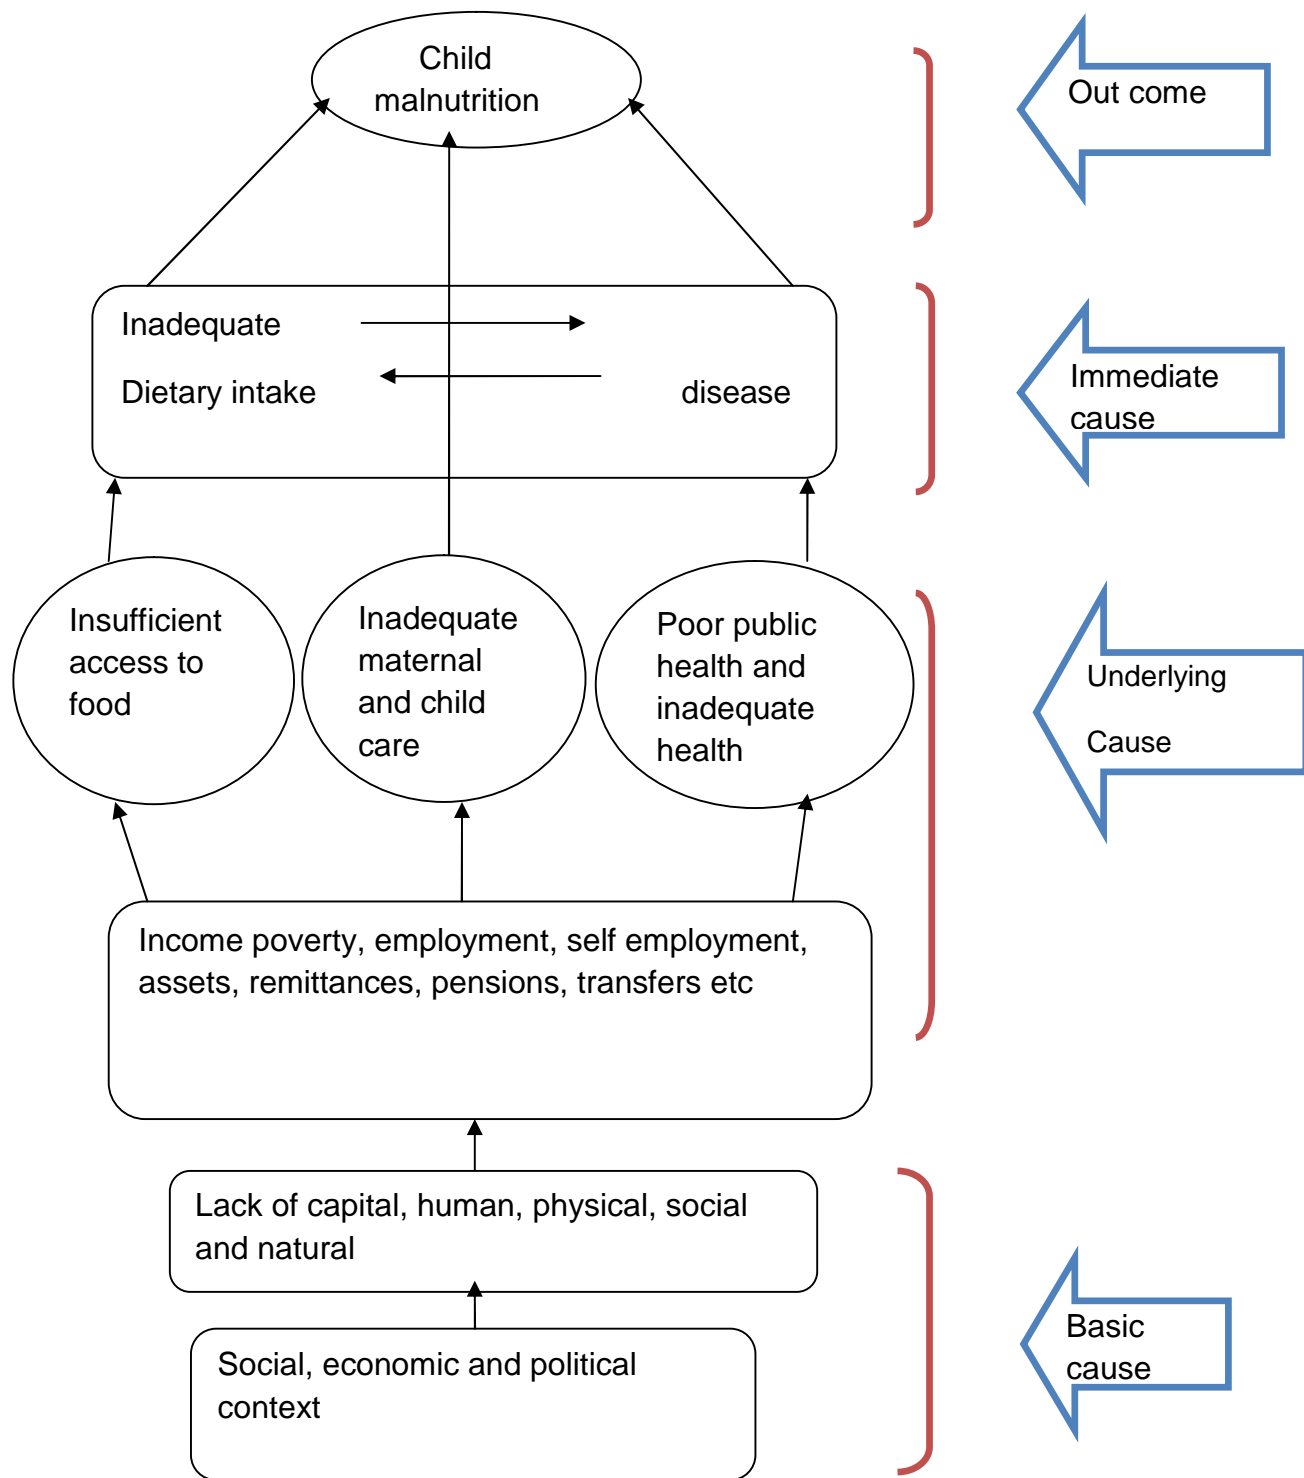 Child
malnutrition
Out come
Inadequate
Dietary intake
disease
Immediate
cause
Insufficient
access to
food
Inadequate
maternal
and child
care
Poor public
health and
inadequate
health
Underlying
Cause
Income poverty, employment, self employment,
assets, remittances, pensions, transfers etc
Lack of capital, human, physical, social
and natural
Social, economic and political
context
Basic
cause